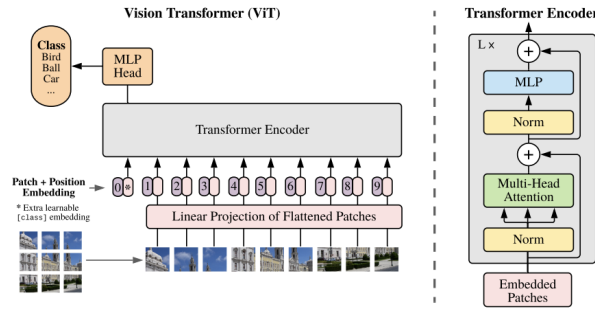 Vision Transformer (ViT)
Class
Bird
Ball
Car
...
MLP
Head
Transformer Encoder
Patch + Position
Embedding
0 * 1 2 3 4 5 6 7 8 9
* Extra learnable
[class] embedding
Linear Projection of Flattened Patches
Transformer Encoder
L x
+
MLP
Norm
+
Multi-Head
Attention
Norm
Embedded
Patches